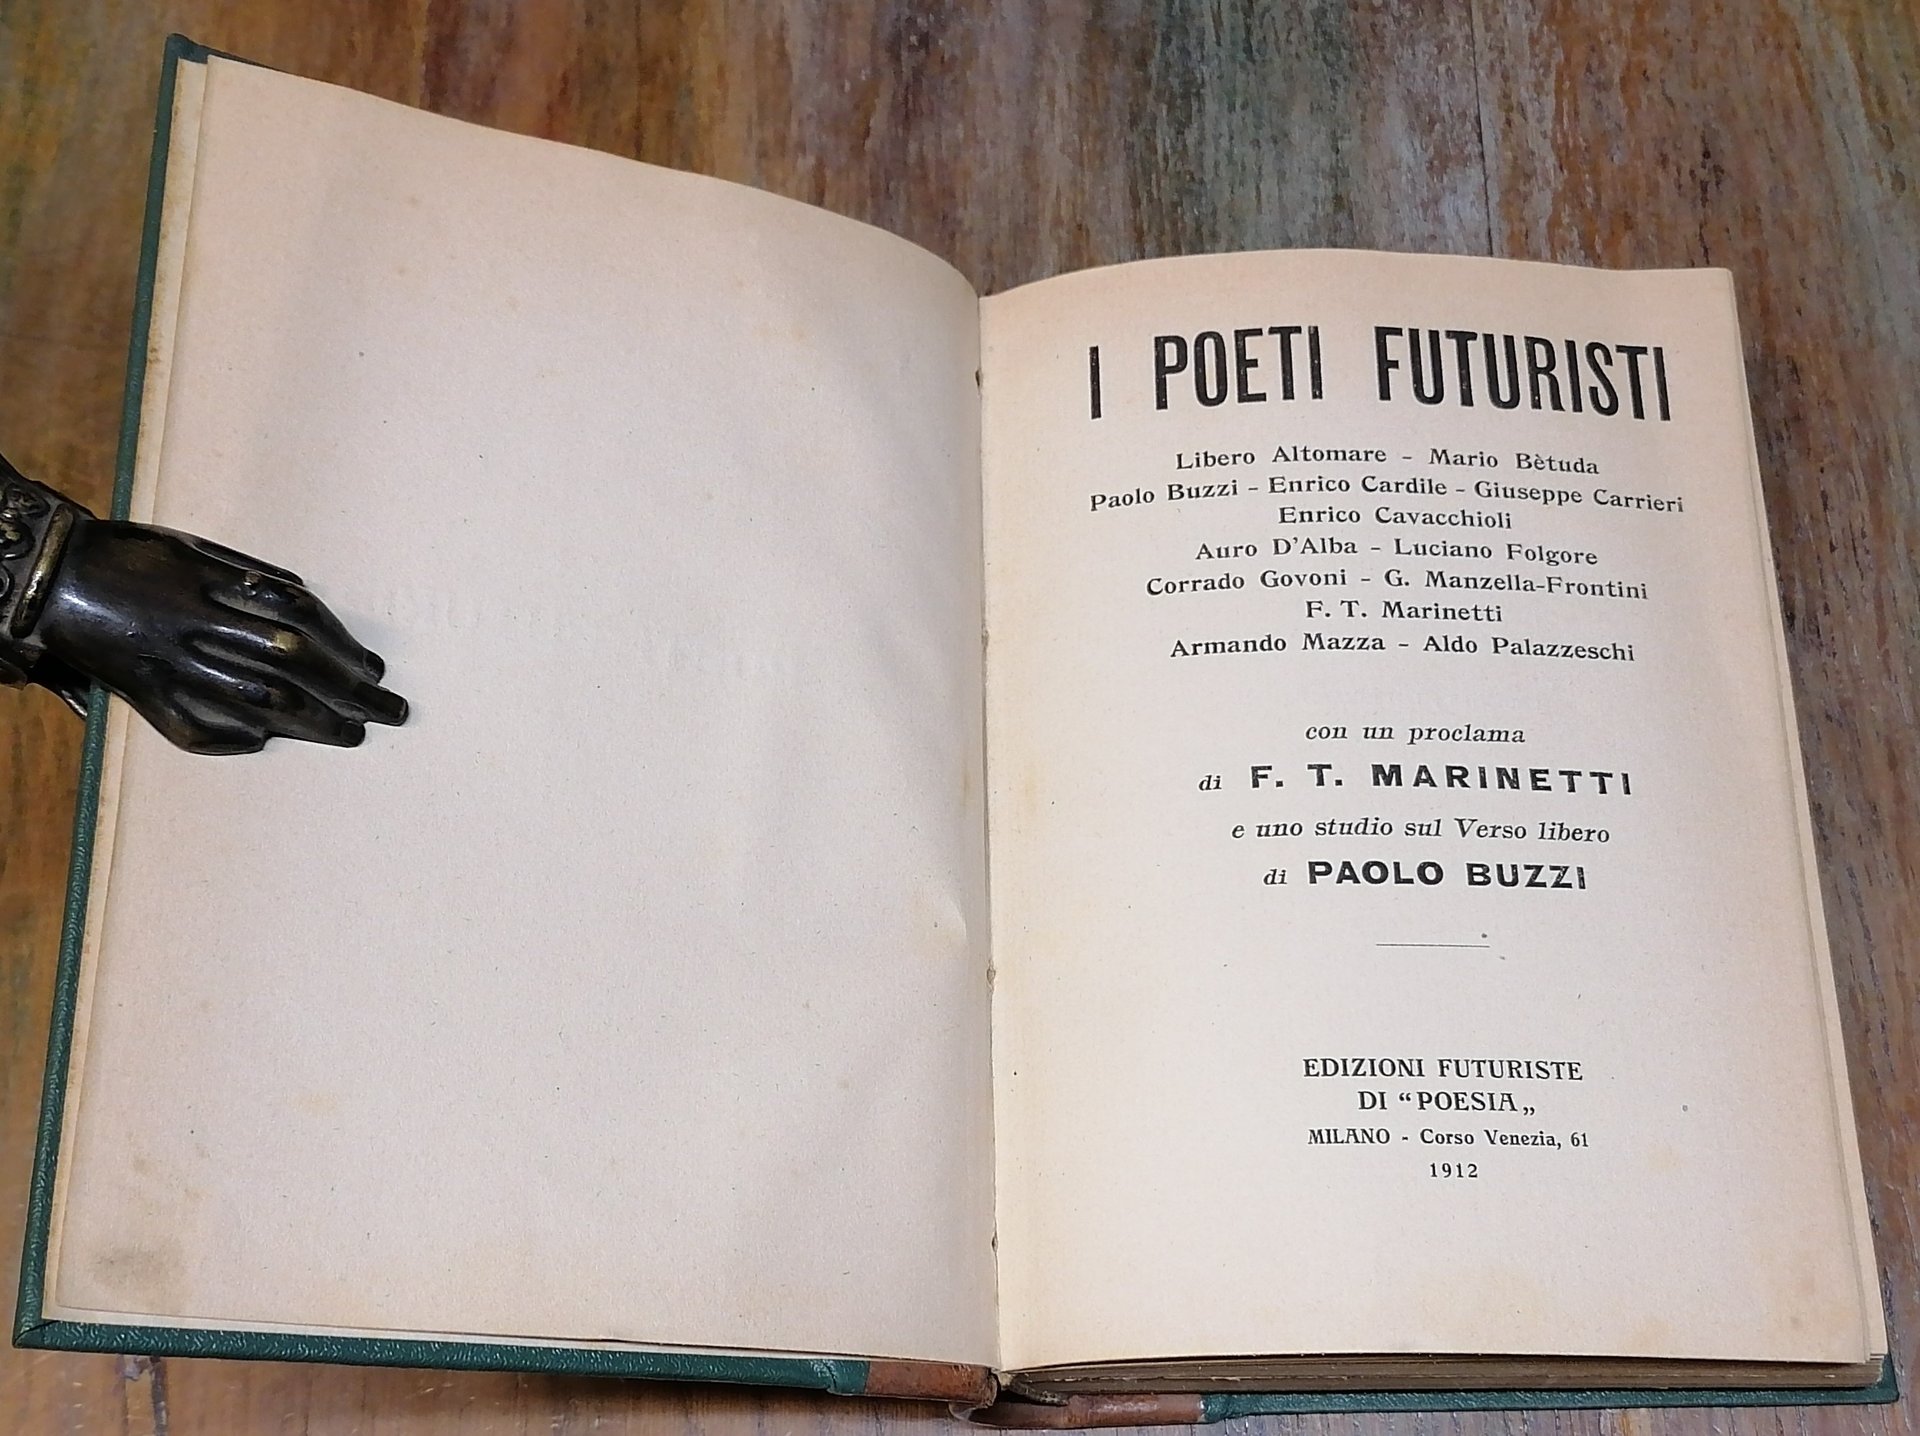 I POETI FUTURISTI
Libero Altomare - Mario Bètuda
Paolo Buzzi - Enrico Cardile - Giuseppe Carrieri
Enrico Cavacchioli
Auro D'Alba - Luciano Folgore
Corrado Govoni - G. Manzella-Frontini
F. T. Marinetti
Armando Mazza - Aldo Palazzeschi
con un proclama
di F. T. MARINETTI
e uno studio sul Verso libero
di PAOLO BUZZI
EDIZIONI FUTURISTE
DI “POESIA„
MILANO - Corso Venezia, 61
1912